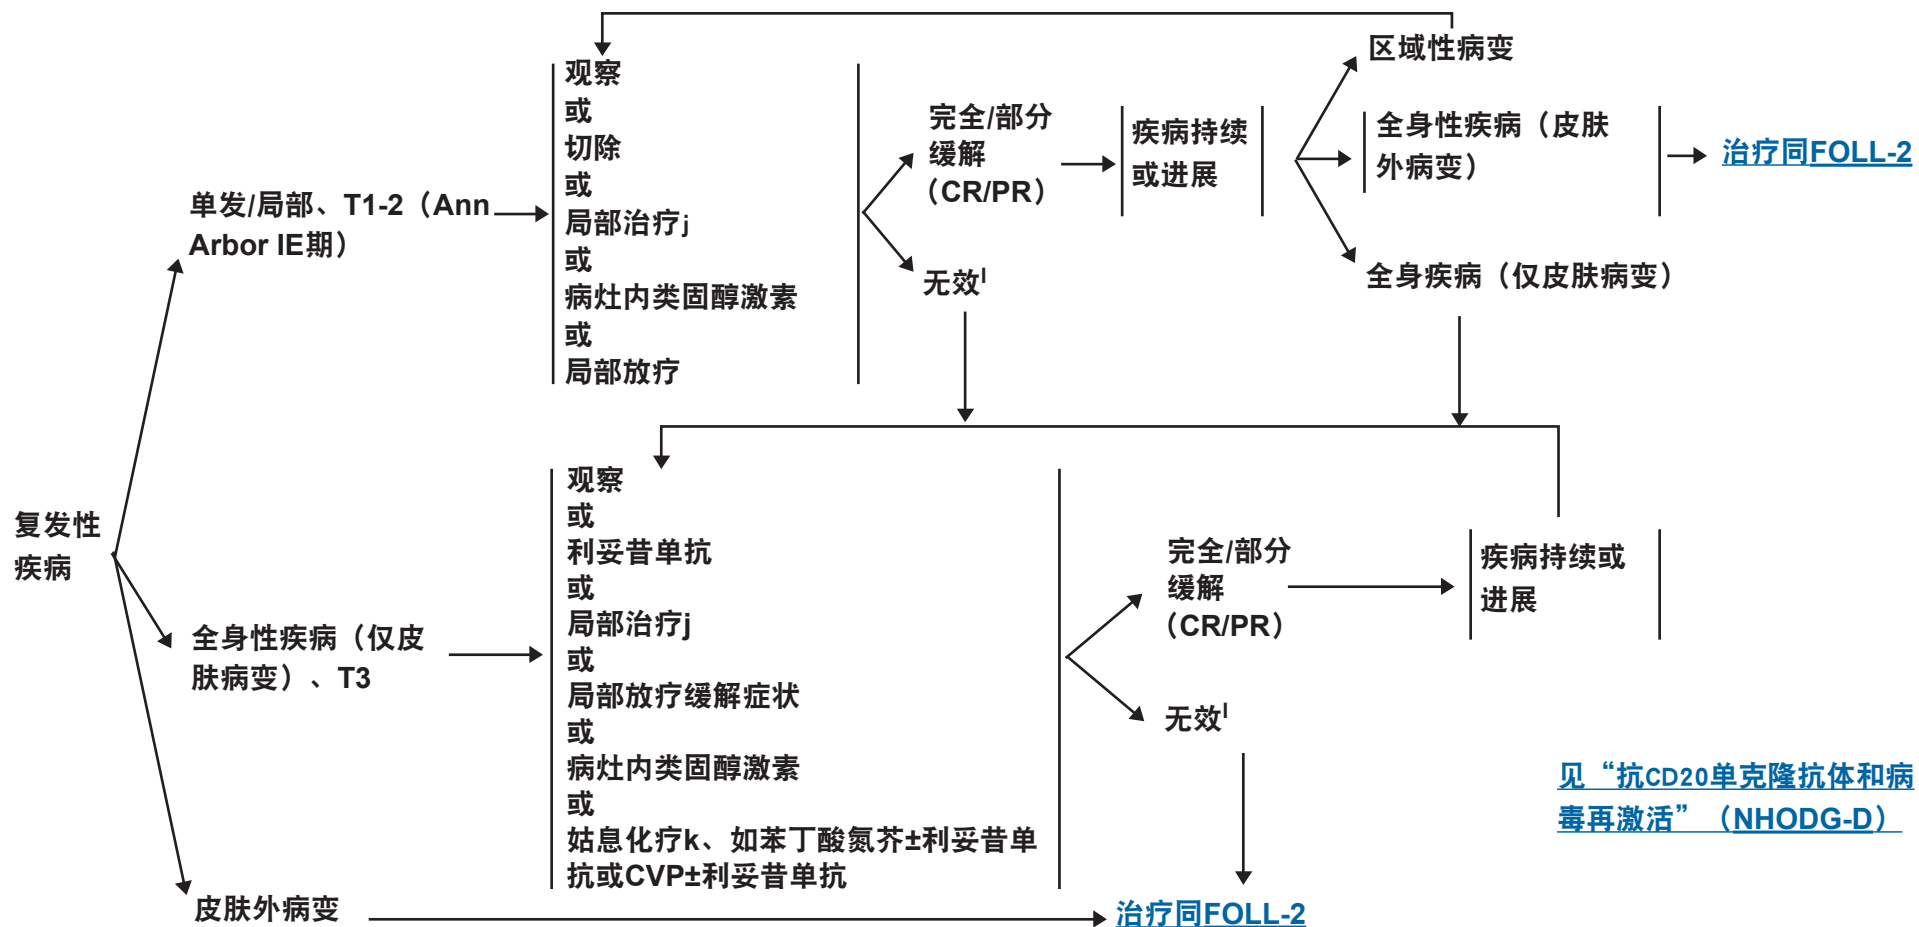 区域性病变
观察
或
切除
或
局部治疗j
或
病灶内类固醇激素
或
局部放疗
完全/部分
缓解
（CR/PR）
疾病持续
或进展
全身性疾病（皮肤
外病变）
治疗同FOLL-2
单发/局部、T1-2（Ann
Arbor IE期）
无效l
全身疾病（仅皮肤病变）
复发性
疾病
观察
或
利妥昔单抗
或
局部治疗j
或
局部放疗缓解症状
或
病灶内类固醇激素
或
姑息化疗k、如苯丁酸氮芥±利妥昔单
抗或CVP±利妥昔单抗
完全/部分
缓解
（CR/PR）
疾病持续或
进展
全身性疾病（仅皮
肤病变）、T3
无效l
见“抗CD20单克隆抗体和病
毒再激活”（NHODG-D）
皮肤外病变
治疗同FOLL-2